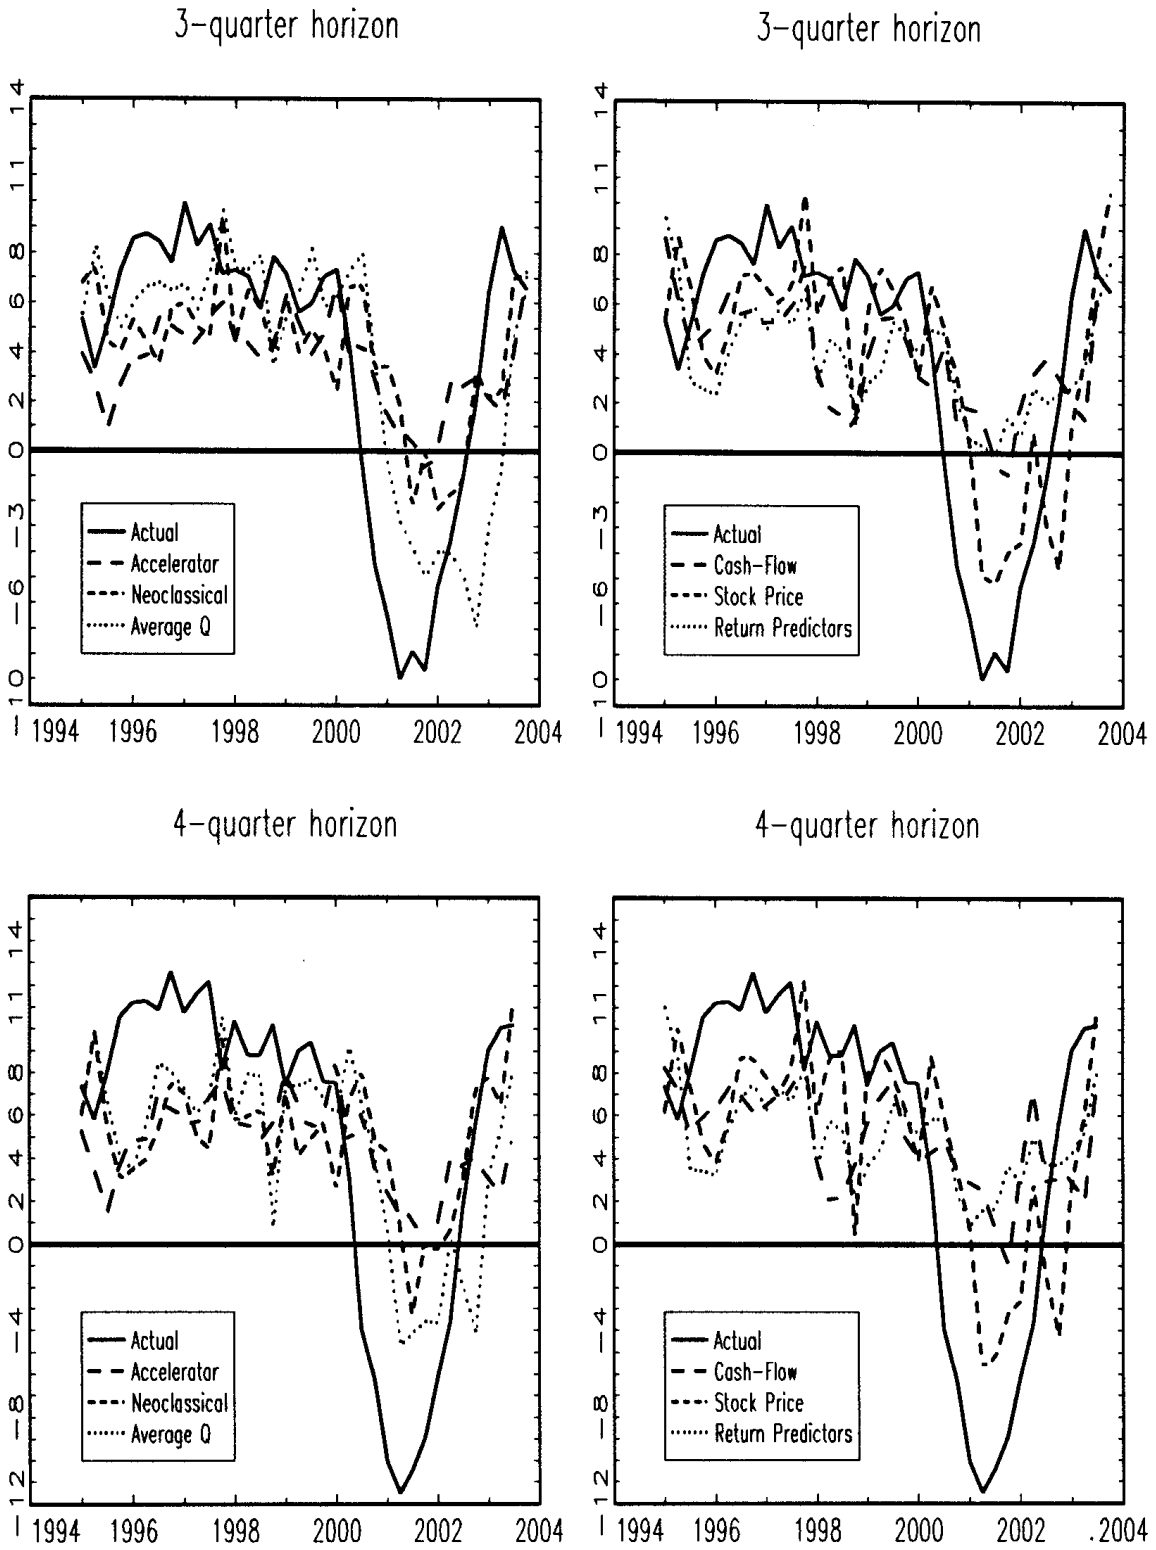 3-quarter horizon
14
11
8
6
4
2
0
-3
-6
-10
Actual
Accelerator
Neoclassical
Average Q
1994 1996 1998 2000 2002 2004
3-quarter horizon
14
11
8
6
4
2
0
-3
-6
-10
Actual
Cash-Flow
Stock Price
Return Predictors
1994 1996 1998 2000 2002 2004
4-quarter horizon
14
11
8
6
4
2
0
-4
-8
-12
Actual
Accelerator
Neoclassical
Average Q
1994 1996 1998 2000 2002 2004
4-quarter horizon
14
11
8
6
4
2
0
-4
-8
-12
Actual
Cash-Flow
Stock Price
Return Predictors
1994 1996 1998 2000 2002 2004